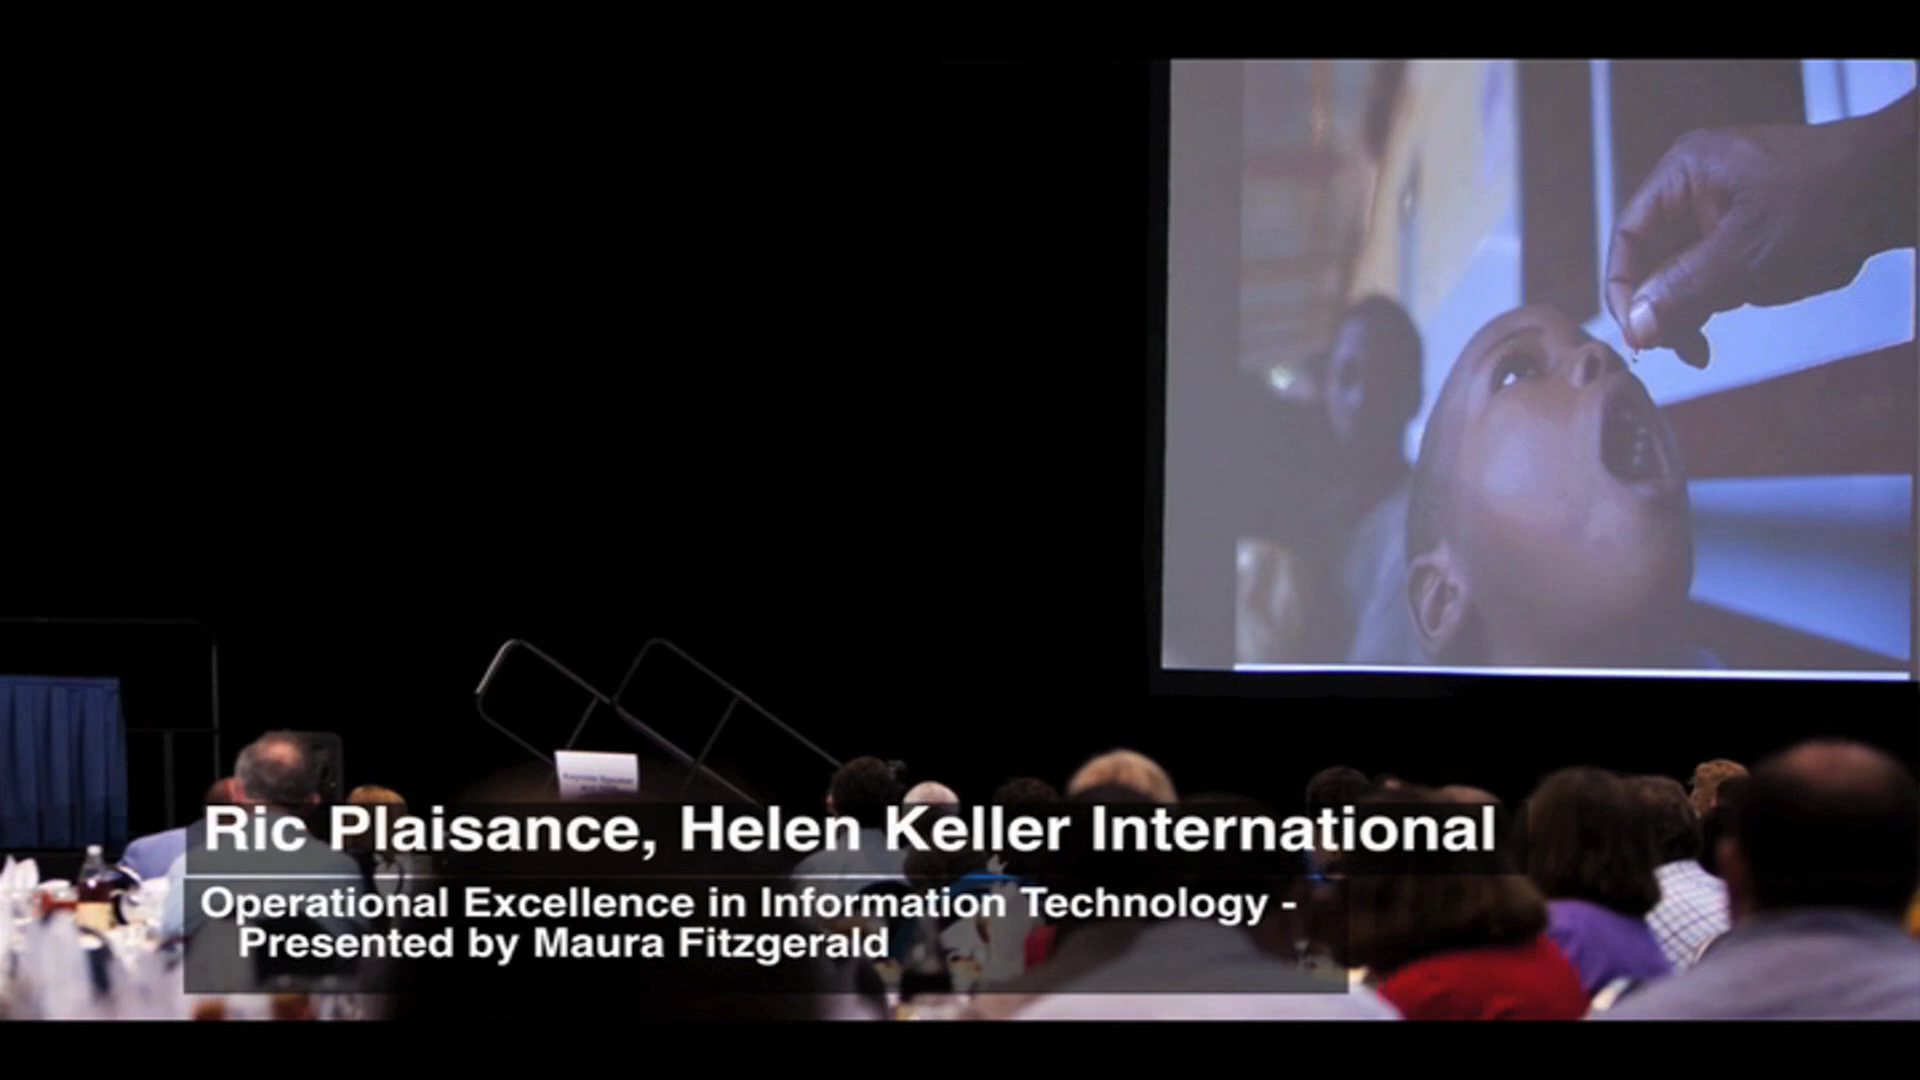 Ric Plaisance, Helen Keller International
Operational Excellence in Information Technology -
Presented by Maura Fitzgerald